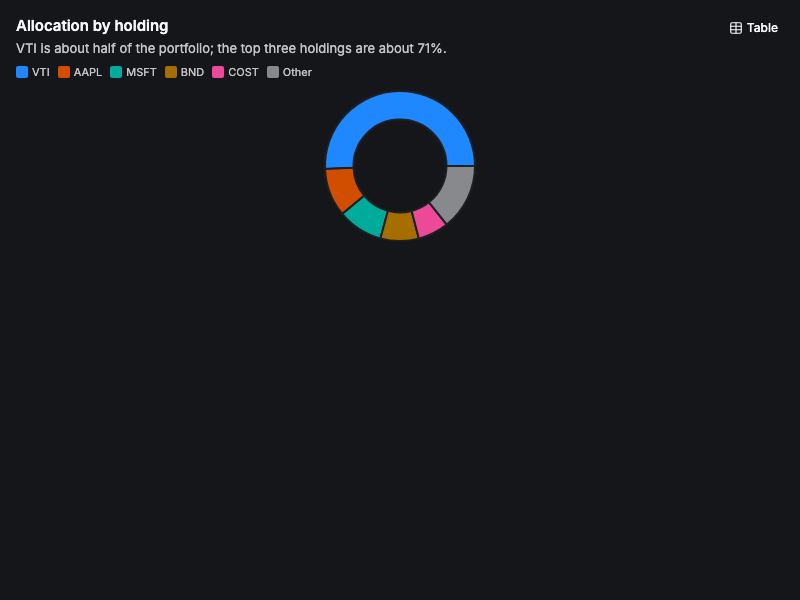 Allocation by holding
Table
VTI is about half of the portfolio; the top three holdings are about 71%.
VTI AAPL MSFT BND COST Other